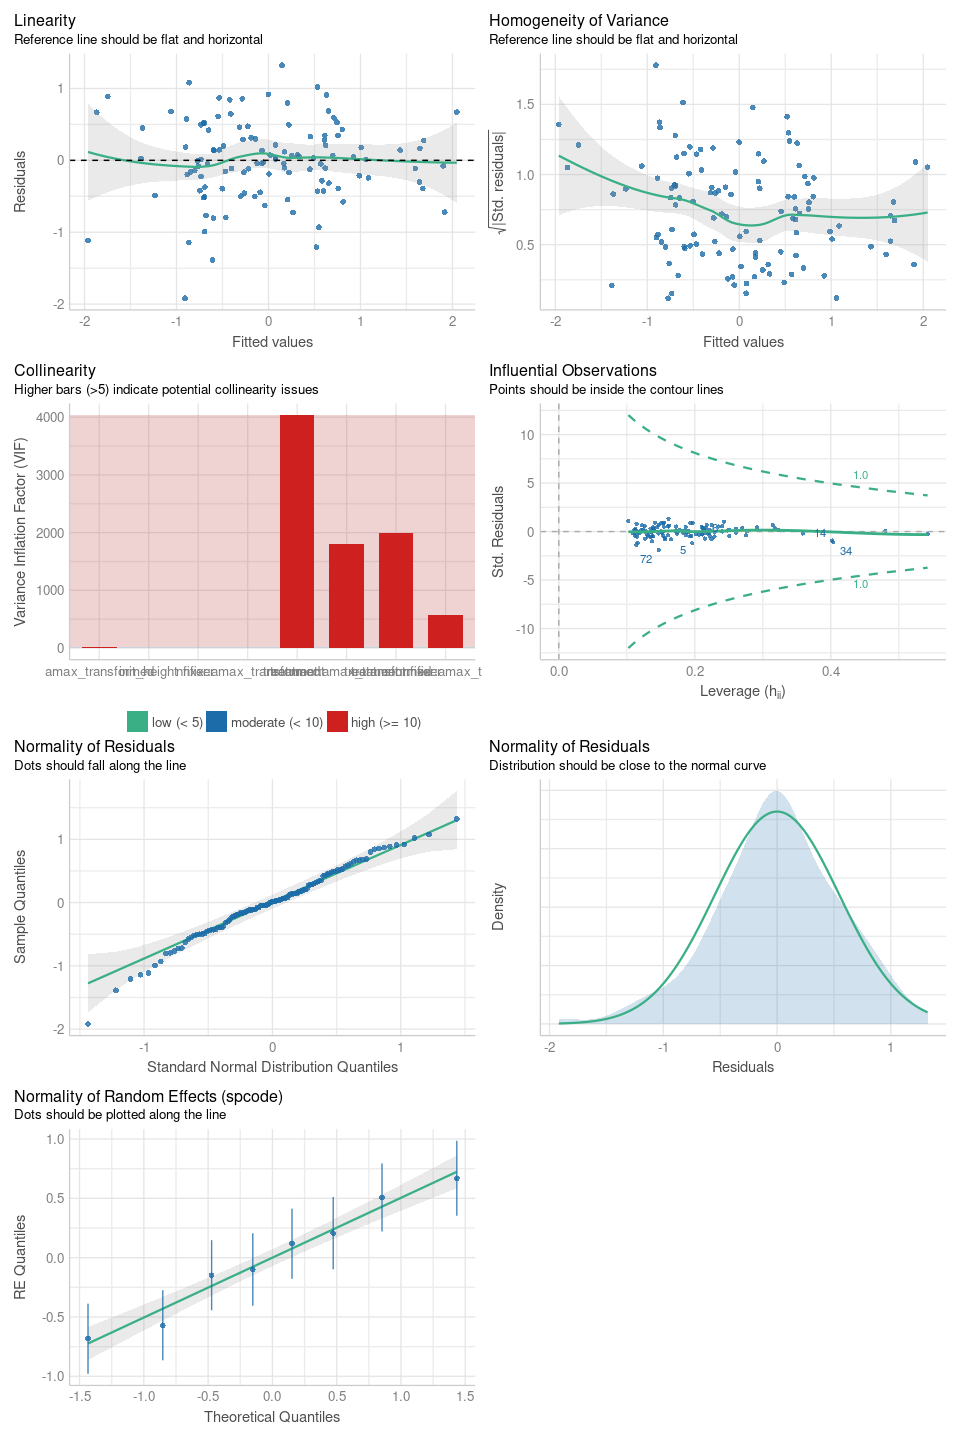 Linearity
Reference line should be flat and horizontal
1
0
-1
-2
-2
-1
0
1
2
Residuals
Fitted values
Homogeneity of Variance
Reference line should be flat and horizontal
1.5
1.0
0.5
-2
-1
0
1
2
√|Std. residuals|
Fitted values
Collinearity
Higher bars (>5) indicate potential collinearity issues
4000
3000
2000
1000
0
Variance Inflation Factor (VIF)
low (< 5)
moderate (< 10)
high (>= 10)
Influential Observations
Points should be inside the contour lines
10
5
0
-5
-10
1.0
14
5
72
34
1.0
0.0
0.2
0.4
Std. Residuals
Leverage (hii)
Normality of Residuals
Dots should fall along the line
1
0
-1
-2
-1
0
1
Sample Quantiles
Standard Normal Distribution Quantiles
Normality of Residuals
Distribution should be close to the normal curve
-2
-1
0
1
Density
Residuals
Normality of Random Effects (spcode)
Dots should be plotted along the line
1.0
0.5
0.0
-0.5
-1.0
-1.5
-1.0
-0.5
0.0
0.5
1.0
1.5
RE Quantiles
Theoretical Quantiles